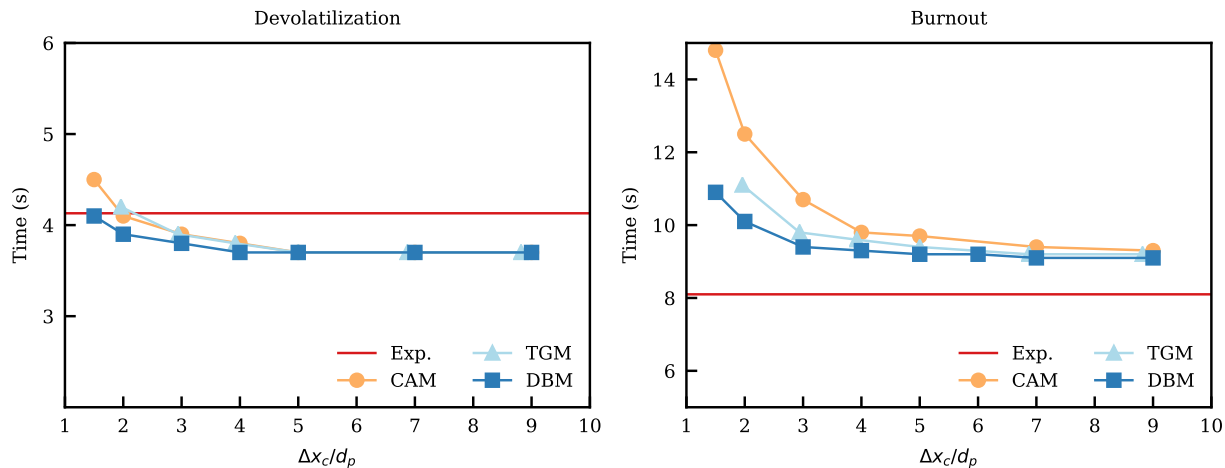 Devolatilization
6
5
4
3
Time (s)
1 2 3 4 5 6 7 8 9 10
Δx_c/d_p
Exp.
CAM
TGM
DBM
Burnout
14
12
10
8
6
Time (s)
1 2 3 4 5 6 7 8 9 10
Δx_c/d_p
Exp.
CAM
TGM
DBM